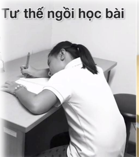 Tư thế ngồi học bài